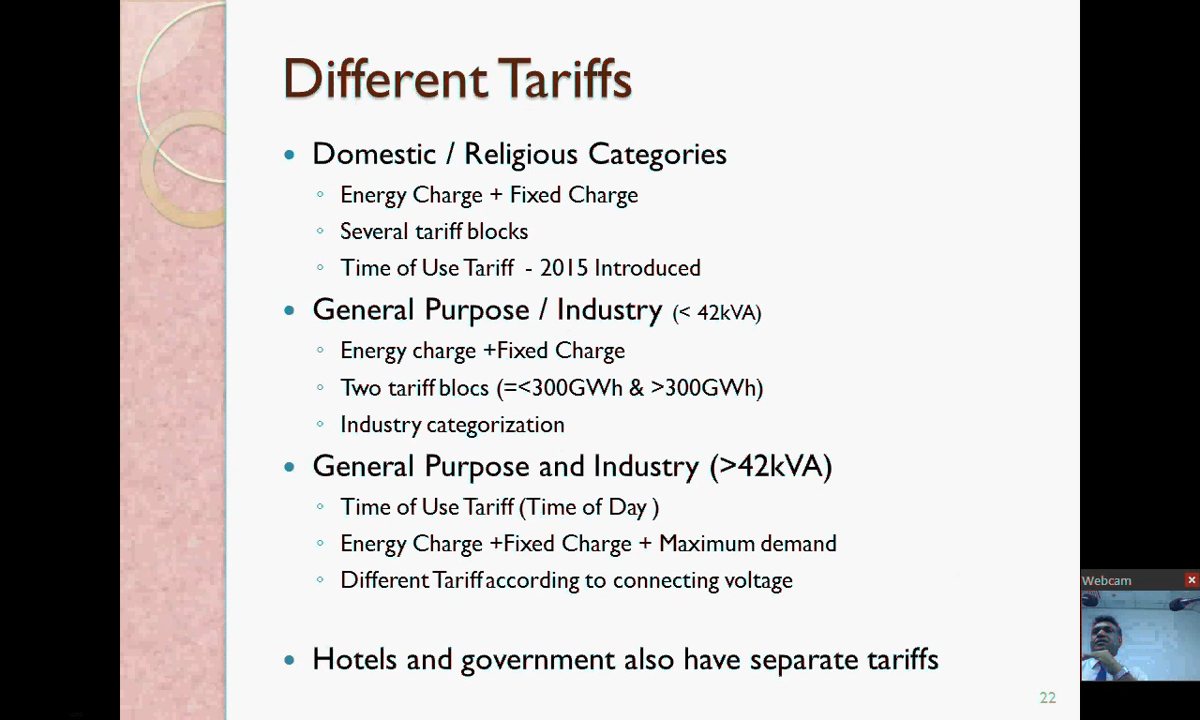 Different Tariffs
Domestic / Religious Categories
Energy Charge + Fixed Charge
Several tariff blocks
Time of Use Tariff - 2015 Introduced
General Purpose / Industry (< 42kVA)
Energy charge +Fixed Charge
Two tariff blocs (=<300GWh & >300GWh)
Industry categorization
General Purpose and Industry (>42kVA)
Time of Use Tariff (Time of Day )
Energy Charge +Fixed Charge + Maximum demand
Different Tariff according to connecting voltage
Hotels and government also have separate tariffs
22
Webcam